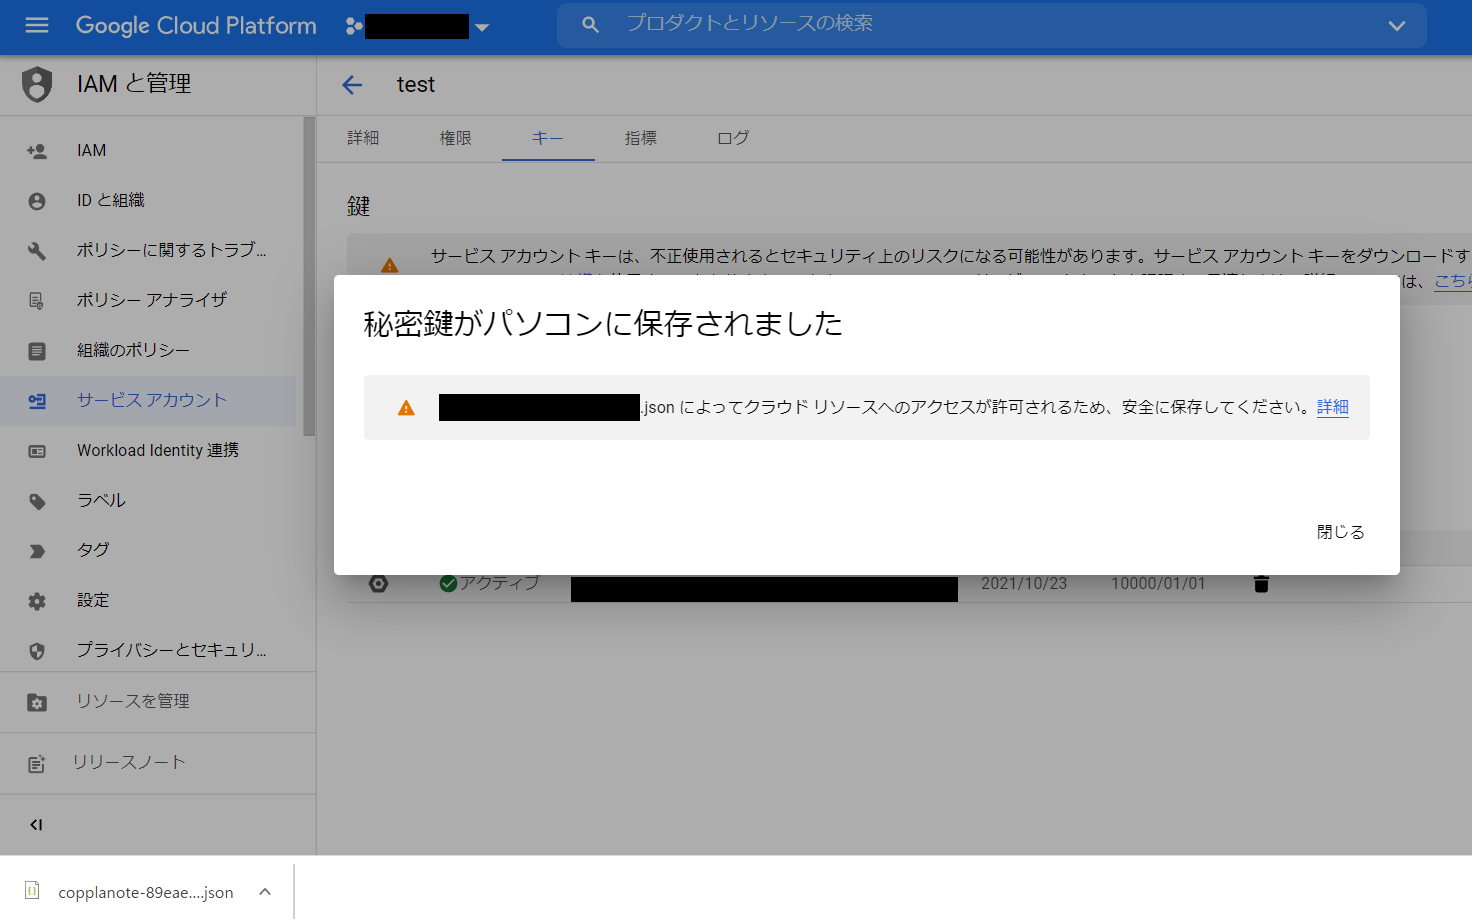 Google Cloud Platform
プロダクトとリソースの検索
IAM と管理
test
詳細 権限 キー 指標 ログ
IAM
ID と組織
ポリシーに関するトラブ...
ポリシー アナライザ
組織のポリシー
サービス アカウント
Workload Identity 連携
ラベル
タグ
設定
プライバシーとセキュリ...
リソースを管理
リリースノート
鍵
サービス アカウント キーは、不正使用されるとセキュリティ上のリスクになる可能性があります。サービス アカウント キーをダウンロードす
は、こちら
秘密鍵がパソコンに保存されました
.json によってクラウド リソースへのアクセスが許可されるため、安全に保存してください。詳細
閉じる
アクティブ 2021/10/23 10000/01/01
copplanote-89eae....json